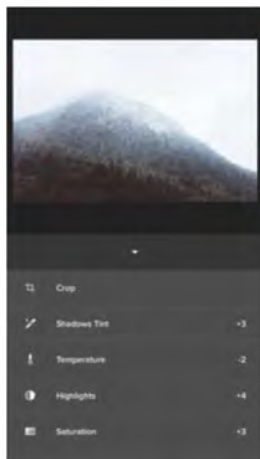 Crop
Shadows Tint +3
Temperature -2
Highlights +4
Saturation +3